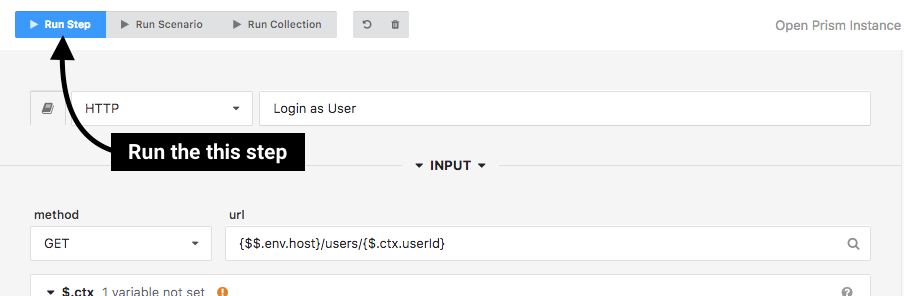 Run Step Run Scenario Run Collection Open Prism Instance
HTTP Login as User
Run the this step
INPUT
method url
GET {$$.env.host}/users/{$.ctx.userId}
$.ctx 1 variable not set